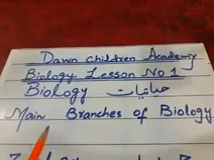 Dawn Children Academy
Biology Lesson No 1
Biology حیاتیات
Main Branches of Biology